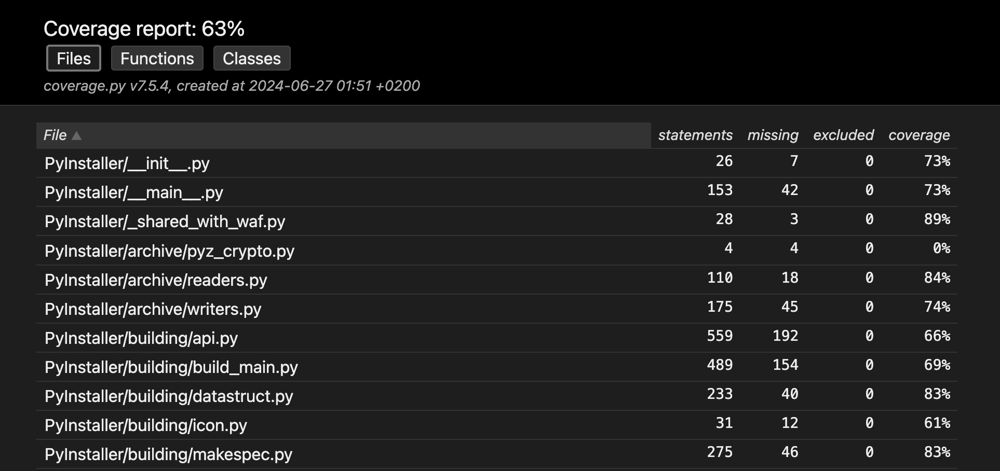 Coverage report: 63%
Files Functions Classes
coverage.py v7.5.4, created at 2024-06-27 01:51 +0200
File ▲ statements missing excluded coverage
PyInstaller/__init__.py 26 7 0 73%
PyInstaller/__main__.py 153 42 0 73%
PyInstaller/_shared_with_waf.py 28 3 0 89%
PyInstaller/archive/pyz_crypto.py 4 4 0 0%
PyInstaller/archive/readers.py 110 18 0 84%
PyInstaller/archive/writers.py 175 45 0 74%
PyInstaller/building/api.py 559 192 0 66%
PyInstaller/building/build_main.py 489 154 0 69%
PyInstaller/building/datastruct.py 233 40 0 83%
PyInstaller/building/icon.py 31 12 0 61%
PyInstaller/building/makespec.py 275 46 0 83%